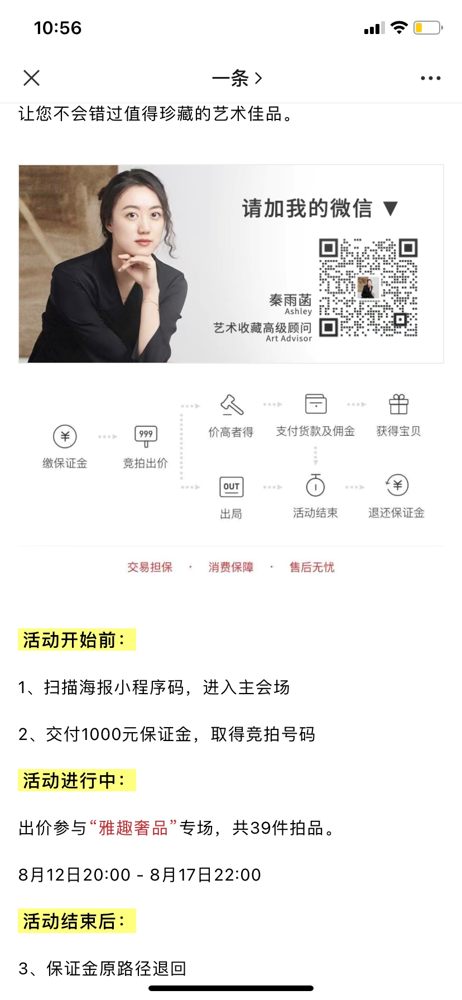 10:56
一条
让您不会错过值得珍藏的艺术佳品。
请加我的微信 ▼
秦雨菡
Ashley
艺术收藏高级顾问
Art Advisor
价高者得
支付货款及佣金
获得宝贝
¥
999
缴保证金
竞拍出价
OUT
¥
出局
活动结束
退还保证金
交易担保 · 消费保障 · 售后无忧
活动开始前：
1、扫描海报小程序码，进入主会场
2、交付1000元保证金，取得竞拍号码
活动进行中：
出价参与“雅趣奢品”专场，共39件拍品。
8月12日20:00 - 8月17日22:00
活动结束后：
3、保证金原路径退回